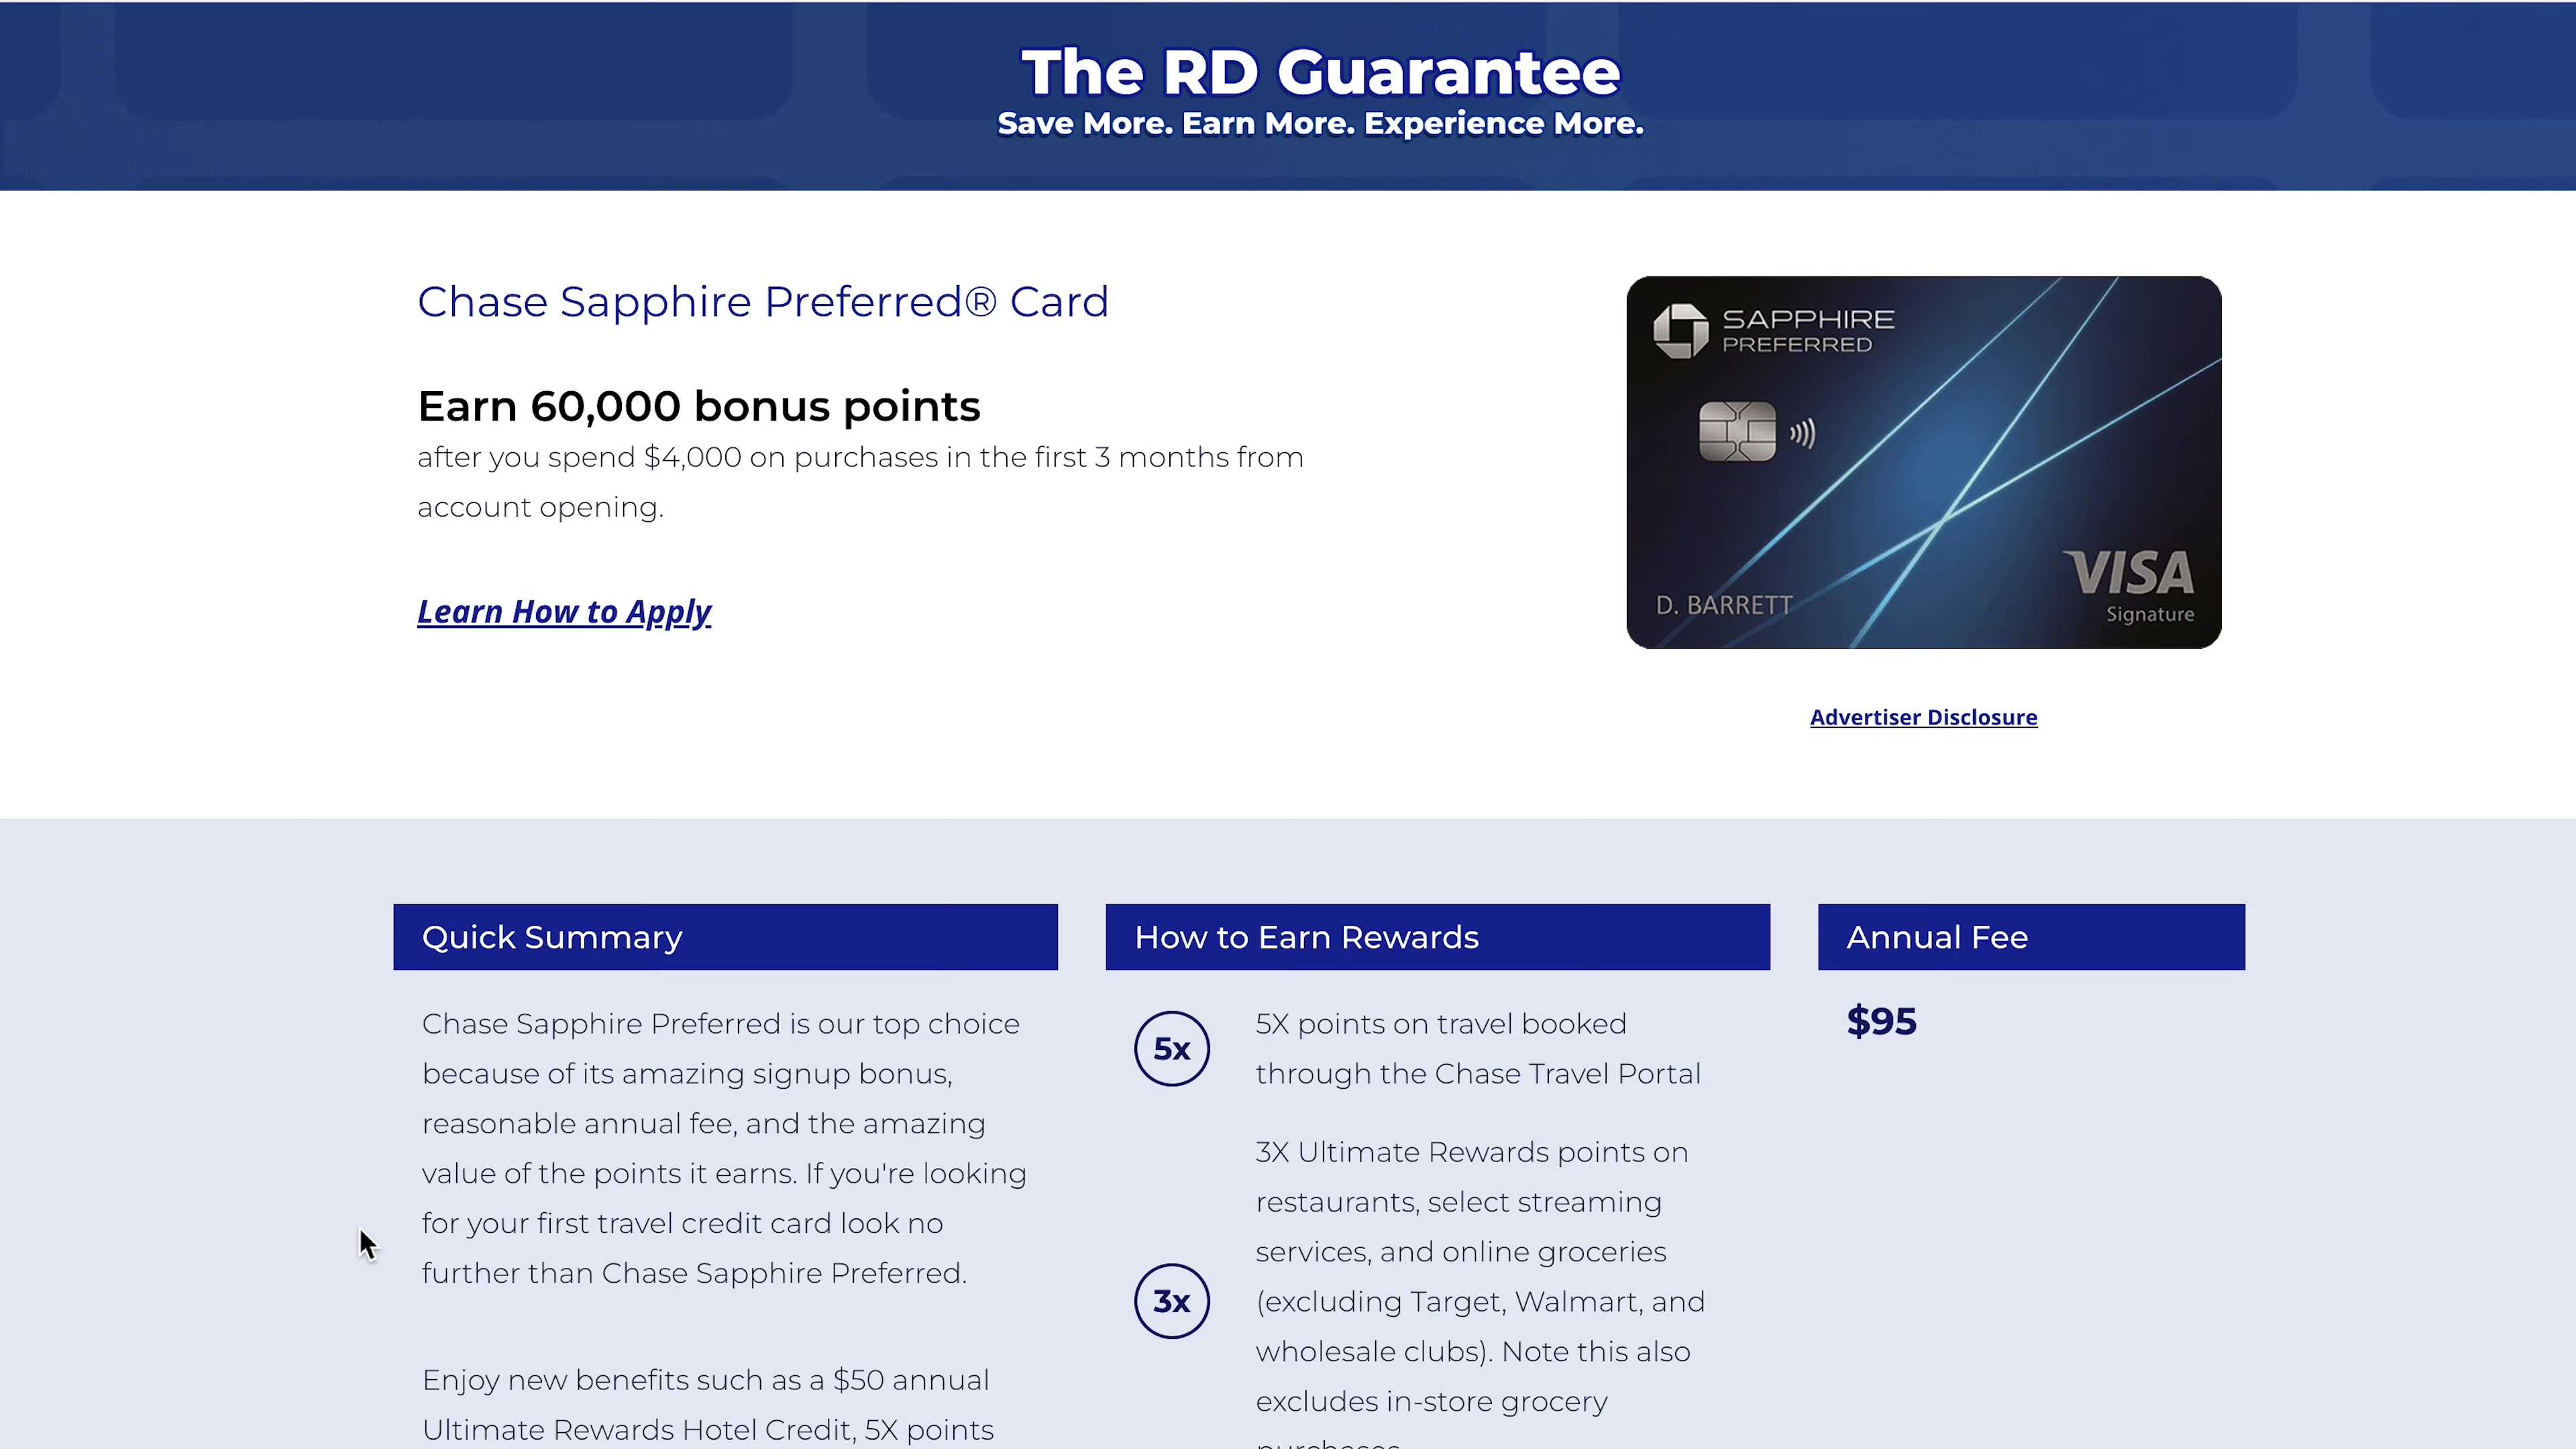 The RD Guarantee
Save More. Earn More. Experience More.
Chase Sapphire Preferred® Card
Earn 60,000 bonus points
after you spend $4,000 on purchases in the first 3 months from
account opening.
Learn How to Apply
SAPPHIRE
PREFERRED
D. BARRETT
VISA
Signature
Advertiser Disclosure
Quick Summary
Chase Sapphire Preferred is our top choice
because of its amazing signup bonus,
reasonable annual fee, and the amazing
value of the points it earns. If you're looking
for your first travel credit card look no
further than Chase Sapphire Preferred.
Enjoy new benefits such as a $50 annual
Ultimate Rewards Hotel Credit, 5X points
How to Earn Rewards
5x
5X points on travel booked
through the Chase Travel Portal
3x
3X Ultimate Rewards points on
restaurants, select streaming
services, and online groceries
(excluding Target, Walmart, and
wholesale clubs). Note this also
excludes in-store grocery
Annual Fee
$95